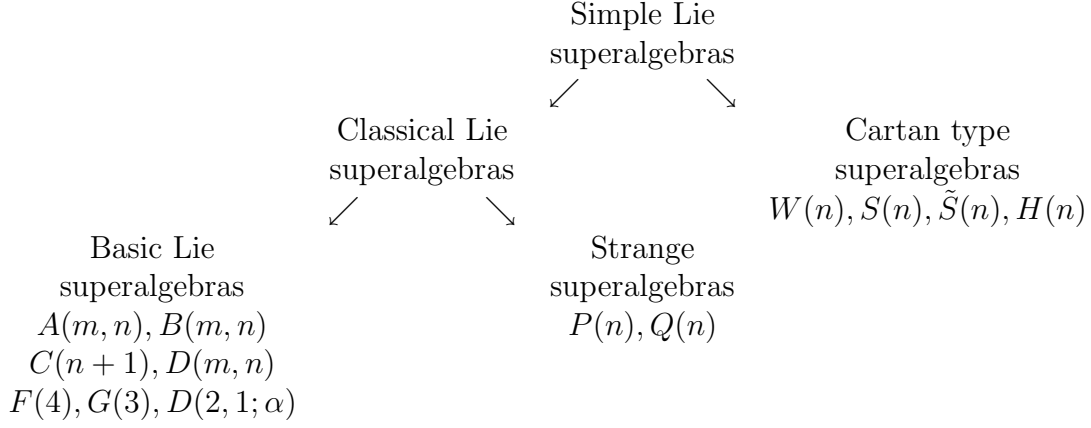 Simple Lie
superalgebras
Classical Lie
superalgebras
Cartan type
superalgebras
W(n), S(n), S̃(n), H(n)
Basic Lie
superalgebras
A(m, n), B(m, n)
C(n + 1), D(m, n)
F(4), G(3), D(2, 1; α)
Strange
superalgebras
P(n), Q(n)